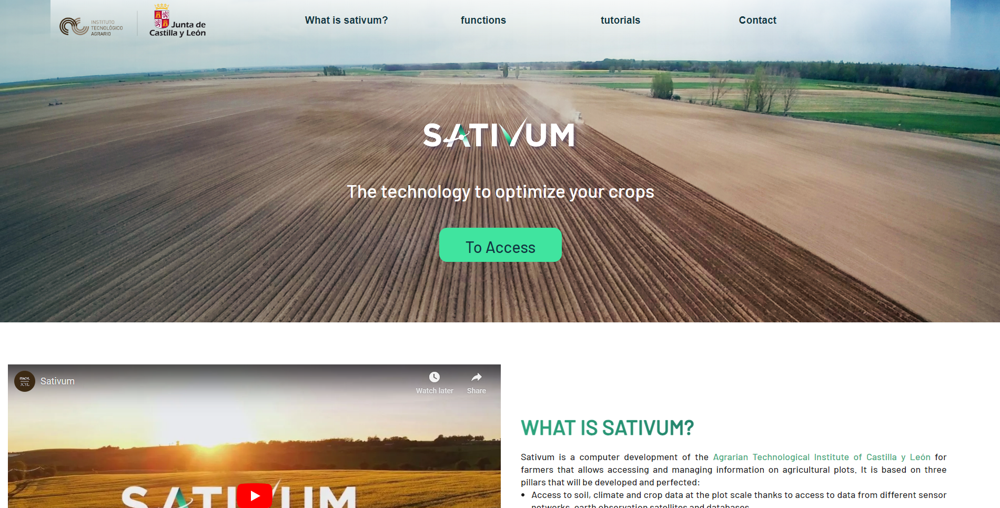 INSTITUTO
TECNOLÓGICO
AGRARIO
Junta de
Castilla y León
What is sativum?
functions
tutorials
Contact
SATIVUM
The technology to optimize your crops
To Access
ITACYL
JCYL
Sativum
Watch later
Share
SATIVUM
WHAT IS SATIVUM?
Sativum is a computer development of the Agrarian Technological Institute of Castilla y León for
farmers that allows accessing and managing information on agricultural plots. It is based on three
pillars that will be developed and perfected:
• Access to soil, climate and crop data at the plot scale thanks to access to data from different sensor
networks, earth observation satellites and databases.